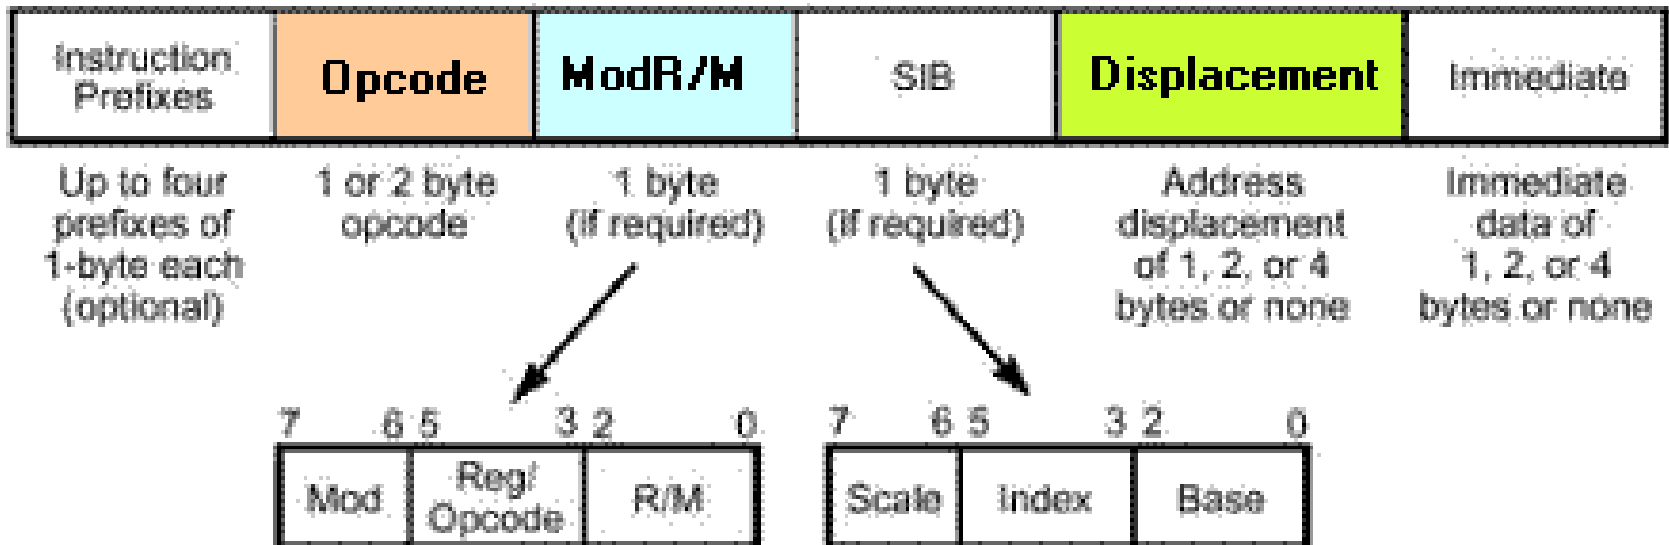 Instruction Prefixes
Opcode
ModR/M
SIB
Displacement
Immediate
Up to four
prefixes of
1-byte each
(optional)
1 or 2 byte
opcode
1 byte
(if required)
1 byte
(if required)
Address
displacement
of 1, 2, or 4
bytes or none
Immediate
data of
1, 2, or 4
bytes or none
7 6 5 3 2 0
Mod
Reg/
Opcode
R/M
7 6 5 3 2 0
Scale
Index
Base